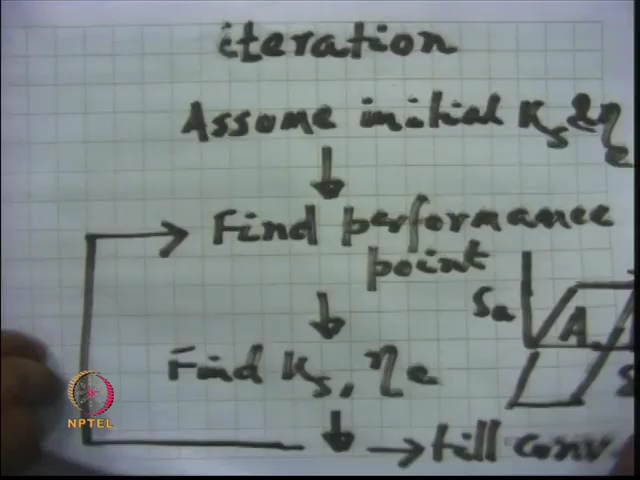 iteration
Assume initial Ks & ηe
Find performance
point
Sa
A
Find Ks, ηe
till conv.
NPTEL